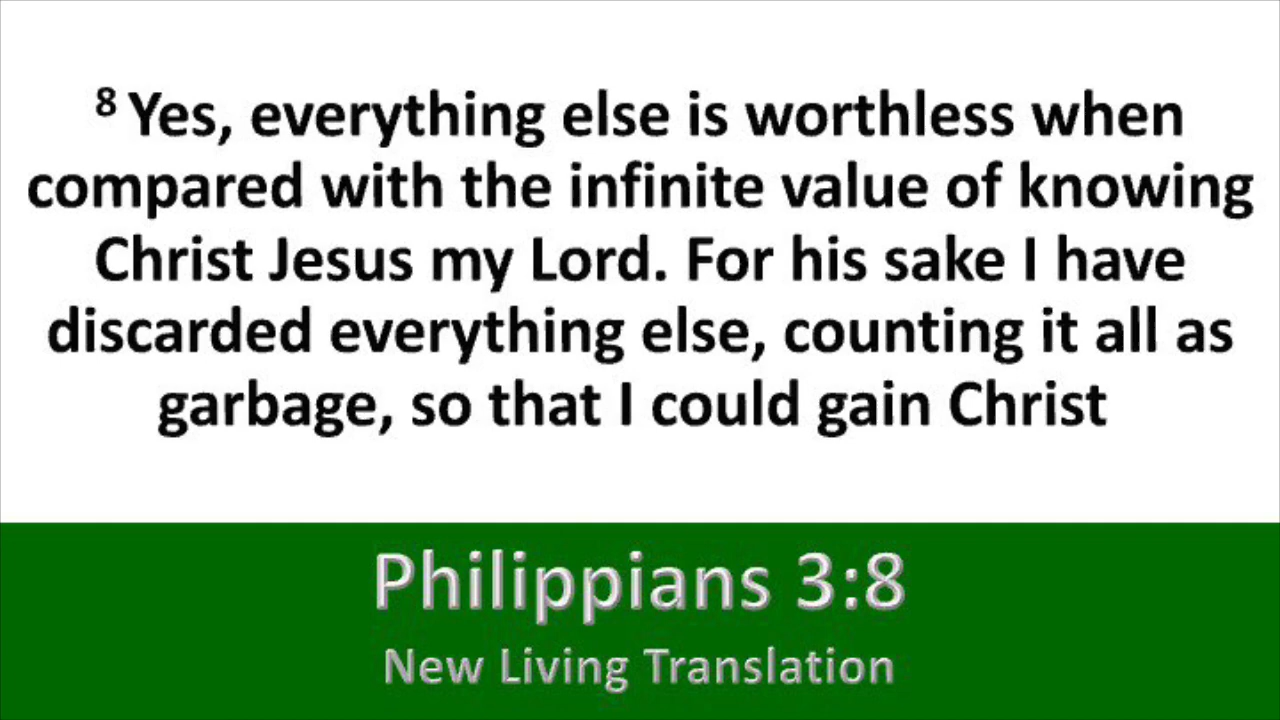 8 Yes, everything else is worthless when
compared with the infinite value of knowing
Christ Jesus my Lord. For his sake I have
discarded everything else, counting it all as
garbage, so that I could gain Christ
Philippians 3:8
New Living Translation